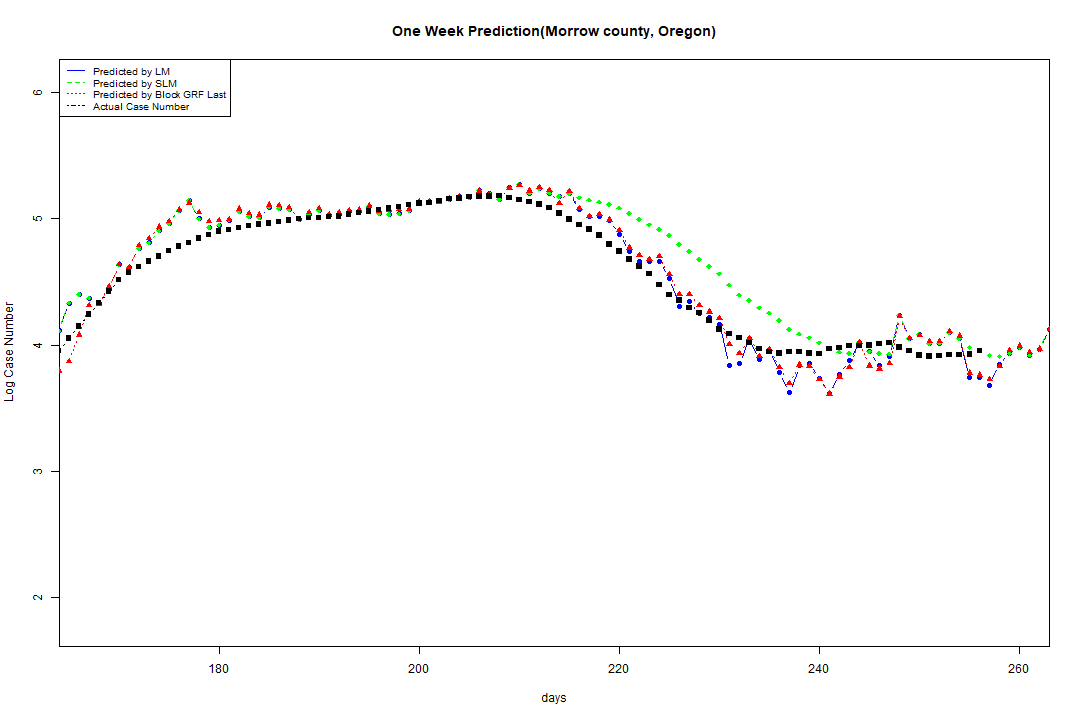 One Week Prediction(Morrow county, Oregon)
Predicted by LM
Predicted by SLM
Predicted by Block GRF Last
Actual Case Number
6
5
4
3
2
Log Case Number
180
200
220
240
260
days